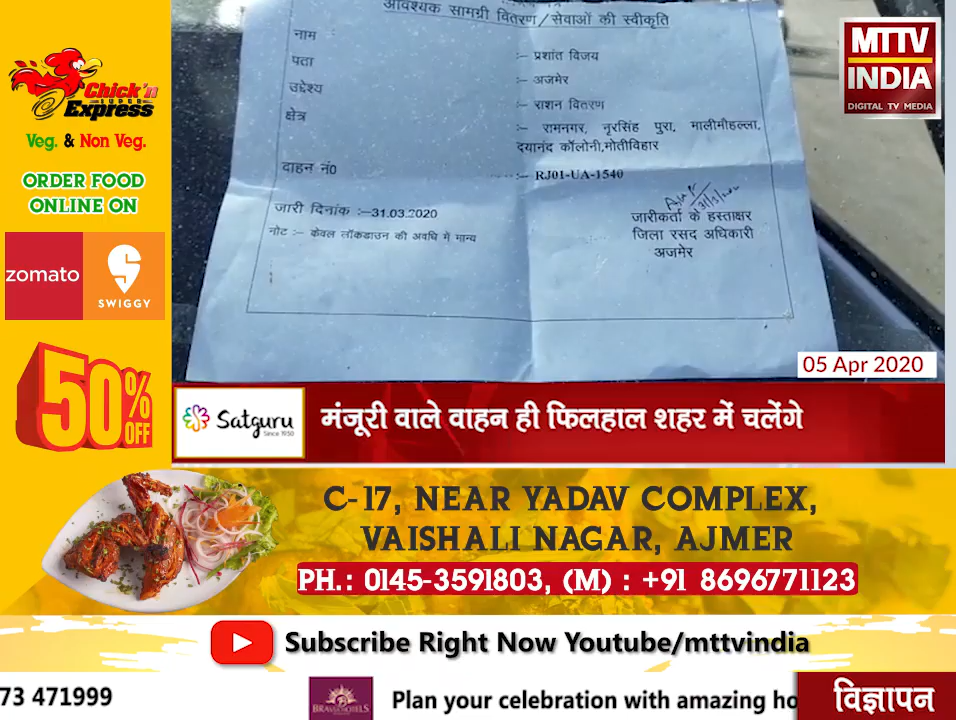 आवश्यक सामग्री वितरण/सेवाओं की स्वीकृति
नाम :- प्रशांत विजय
पता :- अजमेर
उद्देश्य :- राशन वितरण
क्षेत्र :- रामनगर, नृरसिंह पुरा, मालीमौहल्ला,
दयानंद कॉलोनी,मोतीविहार
वाहन नं0 :- RJ01-UA-1540
जारी दिनांक :-31.03.2020
नोट :- केवल लॉकडाउन की अवधि में मान्य
जारीकर्ता के हस्ताक्षर
जिला रसद अधिकारी
अजमेर
MTTV
INDIA
DIGITAL TV MEDIA
Chick'n
SUPER
Express
Veg. & Non Veg.
ORDER FOOD
ONLINE ON
zomato
SWIGGY
50% OFF
05 Apr 2020
Satguru
Since 1950
मंजूरी वाले वाहन ही फिलहाल शहर में चलेंगे
C-17, NEAR YADAV COMPLEX,
VAISHALI NAGAR, AJMER
PH.: 0145-3591803, (M) : +91 8696771123
Subscribe Right Now Youtube/mttvindia
73 471999
Plan your celebration with amazing ho
विज्ञापन